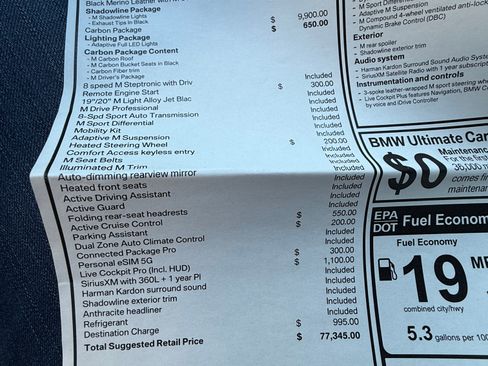 Black Merino Leather w/
Shadowline Package
- M Shadowline Lights
- Exhaust Tips In Black
Carbon Package $ 9,900.00
Lighting Package $ 650.00
- Adaptive Full LED Lights
Carbon Package Content
- M Carbon Roof
- M Carbon Bucket Seats in Black
- Carbon Fiber trim
- M Driver's Package
8 speed M Steptronic with Driv Included
Remote Engine Start $ 300.00
19"/20" M Light Alloy Jet Blac Included
M Drive Professional Included
8-Spd Sport Auto Transmission Included
M Sport Differential Included
Mobility Kit Included
Adaptive M Suspension Included
Heated Steering Wheel $ 200.00
Comfort Access keyless entry Included
M Seat Belts Included
Illuminated M Trim Included
Auto-dimming rearview mirror Included
Heated front seats Included
Active Driving Assistant Included
Active Guard Included
Folding rear-seat headrests Included
Active Cruise Control $ 550.00
Parking Assistant $ 200.00
Dual Zone Auto Climate Control Included
Connected Package Pro $ 300.00
Personal eSIM 5G $ 1,100.00
Live Cockpit Pro (Incl. HUD) Included
SiriusXM with 360L + 1 year Pl Included
Harman Kardon surround sound Included
Shadowline exterior trim Included
Anthracite headliner Included
Refrigerant Included
Destination Charge $ 995.00
Total Suggested Retail Price $ 77,345.00
M Sport Differential
Adaptive M Suspension
M Compound 4-wheel ventilated anti-lock
Dynamic Brake Control (DBC)
Exterior
M rear spoiler
Shadowline exterior trim
Audio system
Harman Kardon Surround Sound Audio System
SiriusXM Satellite Radio with 1 year subscription
Instrumentation and controls
3-spoke leather-wrapped M sport steering
Live Cockpit Plus features Navigation, BMW
by voice and iDrive Controller
BMW Ultimate Car
$0
Maintenance
For the first
36,000
comes
maintenance
EPA
DOT
Fuel Econom
Fuel Economy
19
MP
combined city/hwy
5.3 gallons per 100